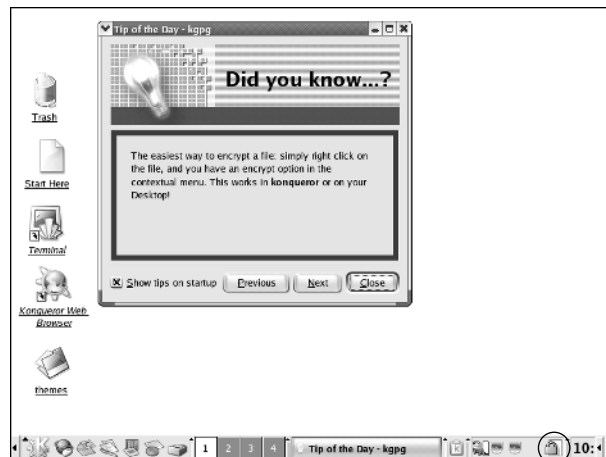 Tip of the Day - kgpg
Did you know...?
Trash
The easiest way to encrypt a file: simply right click on
the file, and you have an encrypt option in the
contextual menu. This works in konqueror or on your
Desktop!
Start Here
Terminal
Show tips on startup
Previous
Next
Close
Konqueror Web
Browser
themes
1
2
3
4
Tip of the Day - kgpg
10: